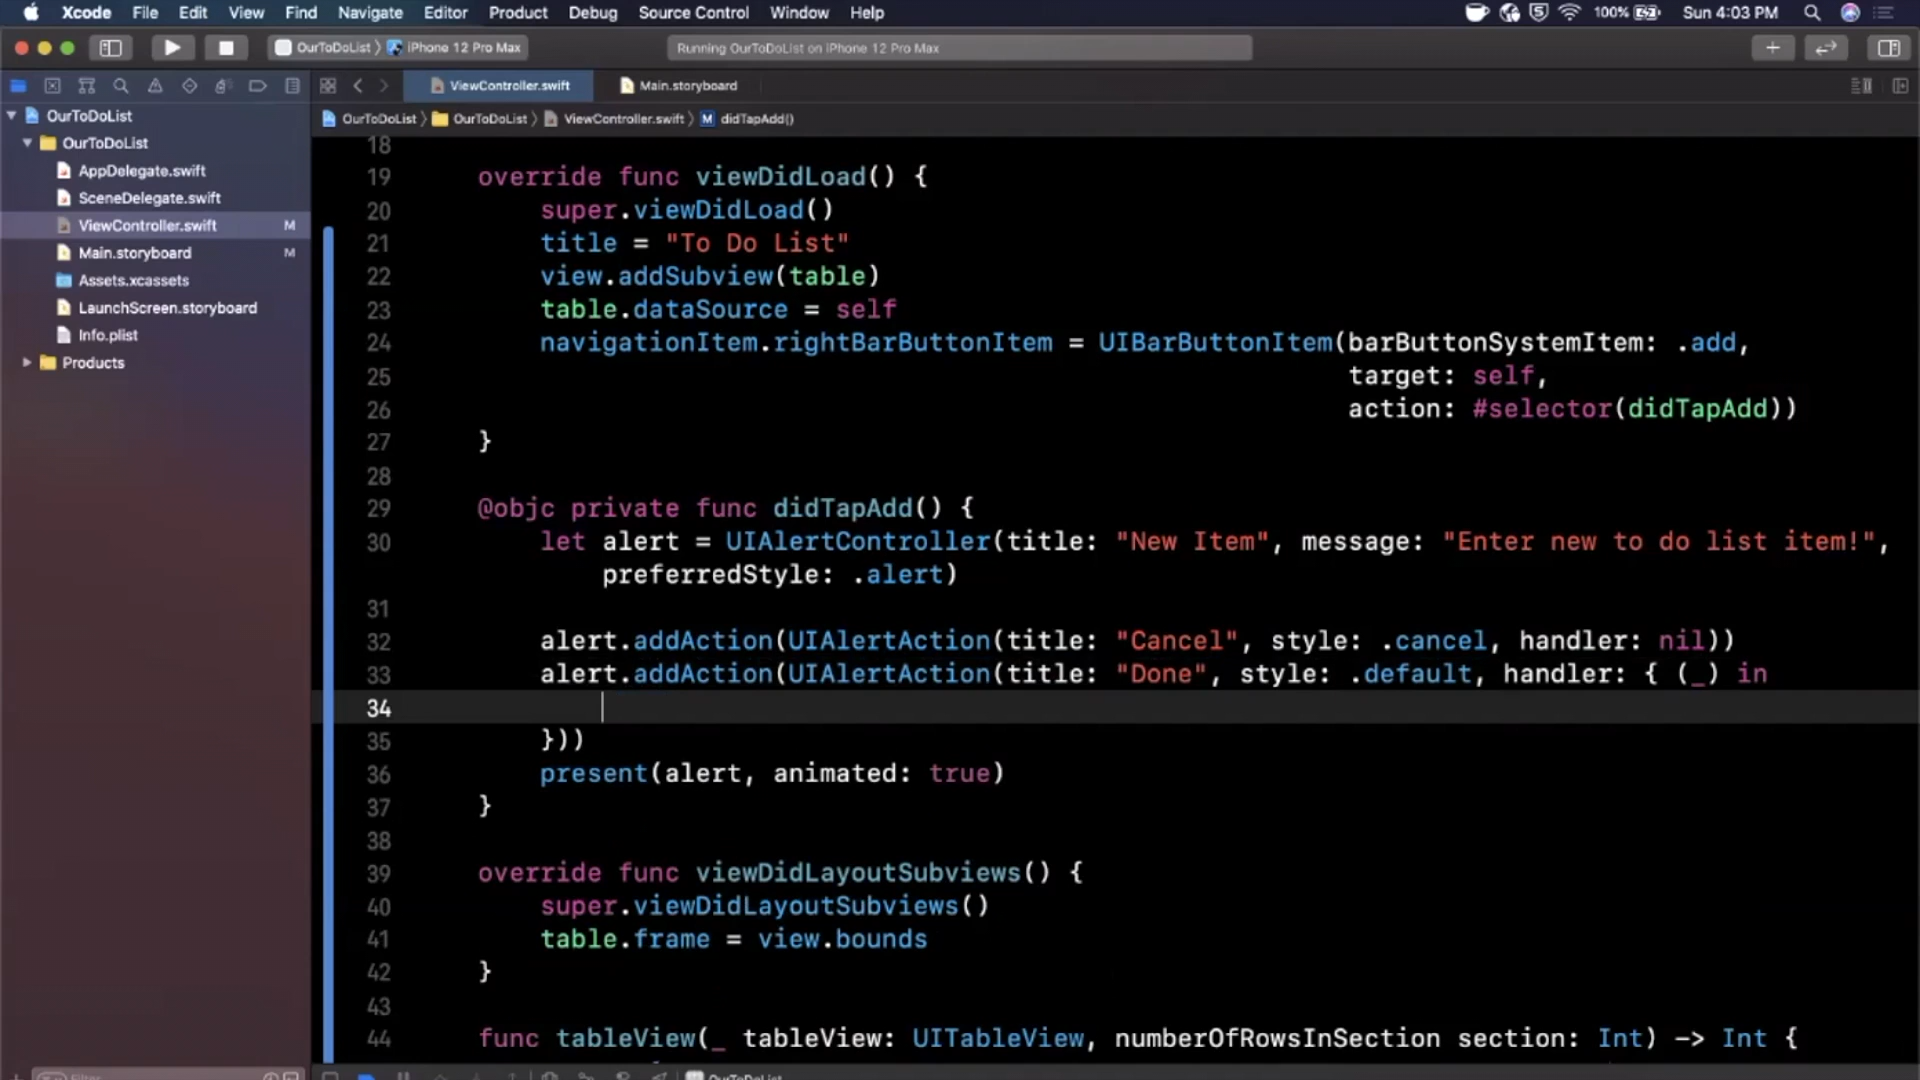 Xcode File Edit View Find Navigate Editor Product Debug Source Control Window Help 100% Sun 4:03 PM
OurToDoList 〉 iPhone 12 Pro Max Running OurToDoList on iPhone 12 Pro Max
ViewController.swift Main.storyboard
OurToDoList 〉 OurToDoList 〉 ViewController.swift 〉 M didTapAdd()
OurToDoList
OurToDoList
AppDelegate.swift
SceneDelegate.swift
ViewController.swift M
Main.storyboard M
Assets.xcassets
LaunchScreen.storyboard
Info.plist
Products
18
19 override func viewDidLoad() {
20 super.viewDidLoad()
21 title = "To Do List"
22 view.addSubview(table)
23 table.dataSource = self
24 navigationItem.rightBarButtonItem = UIBarButtonItem(barButtonSystemItem: .add,
25 target: self,
26 action: #selector(didTapAdd))
27 }
28
29 @objc private func didTapAdd() {
30 let alert = UIAlertController(title: "New Item", message: "Enter new to do list item!",
preferredStyle: .alert)
31
32 alert.addAction(UIAlertAction(title: "Cancel", style: .cancel, handler: nil))
33 alert.addAction(UIAlertAction(title: "Done", style: .default, handler: { (_) in
34
35 }))
36 present(alert, animated: true)
37 }
38
39 override func viewDidLayoutSubviews() {
40 super.viewDidLayoutSubviews()
41 table.frame = view.bounds
42 }
43
44 func tableView(_ tableView: UITableView, numberOfRowsInSection section: Int) -> Int {
Filter
OurToDoList